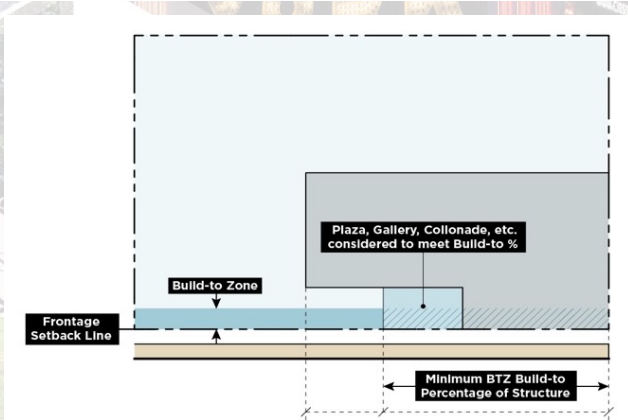 Plaza, Gallery, Collonade, etc.
considered to meet Build-to %
Build-to Zone
Frontage
Setback Line
Minimum BTZ Build-to
Percentage of Structure